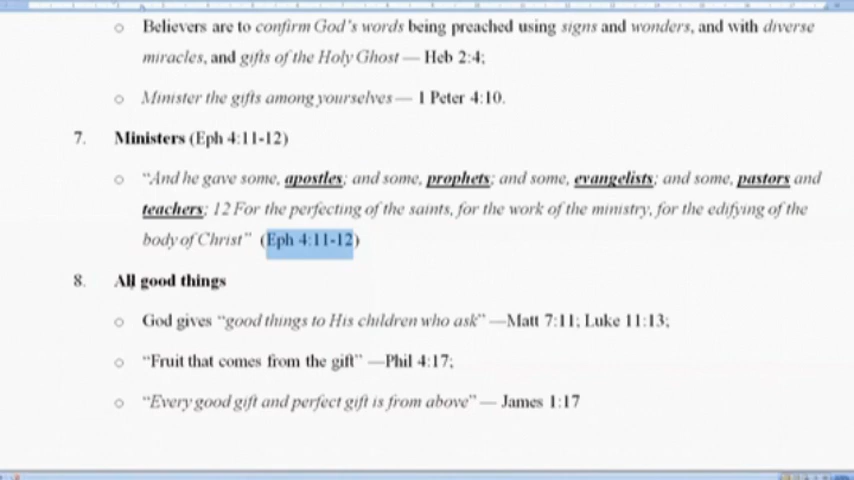 ○ Believers are to confirm God's words being preached using signs and wonders, and with diverse
miracles, and gifts of the Holy Ghost — Heb 2:4;
○ Minister the gifts among yourselves — 1 Peter 4:10.
7. Ministers (Eph 4:11-12)
○ "And he gave some, apostles; and some, prophets; and some, evangelists; and some, pastors and
teachers; 12 For the perfecting of the saints, for the work of the ministry, for the edifying of the
body of Christ" (Eph 4:11-12)
8. All good things
○ God gives "good things to His children who ask" —Matt 7:11; Luke 11:13;
○ "Fruit that comes from the gift" —Phil 4:17;
○ "Every good gift and perfect gift is from above" — James 1:17